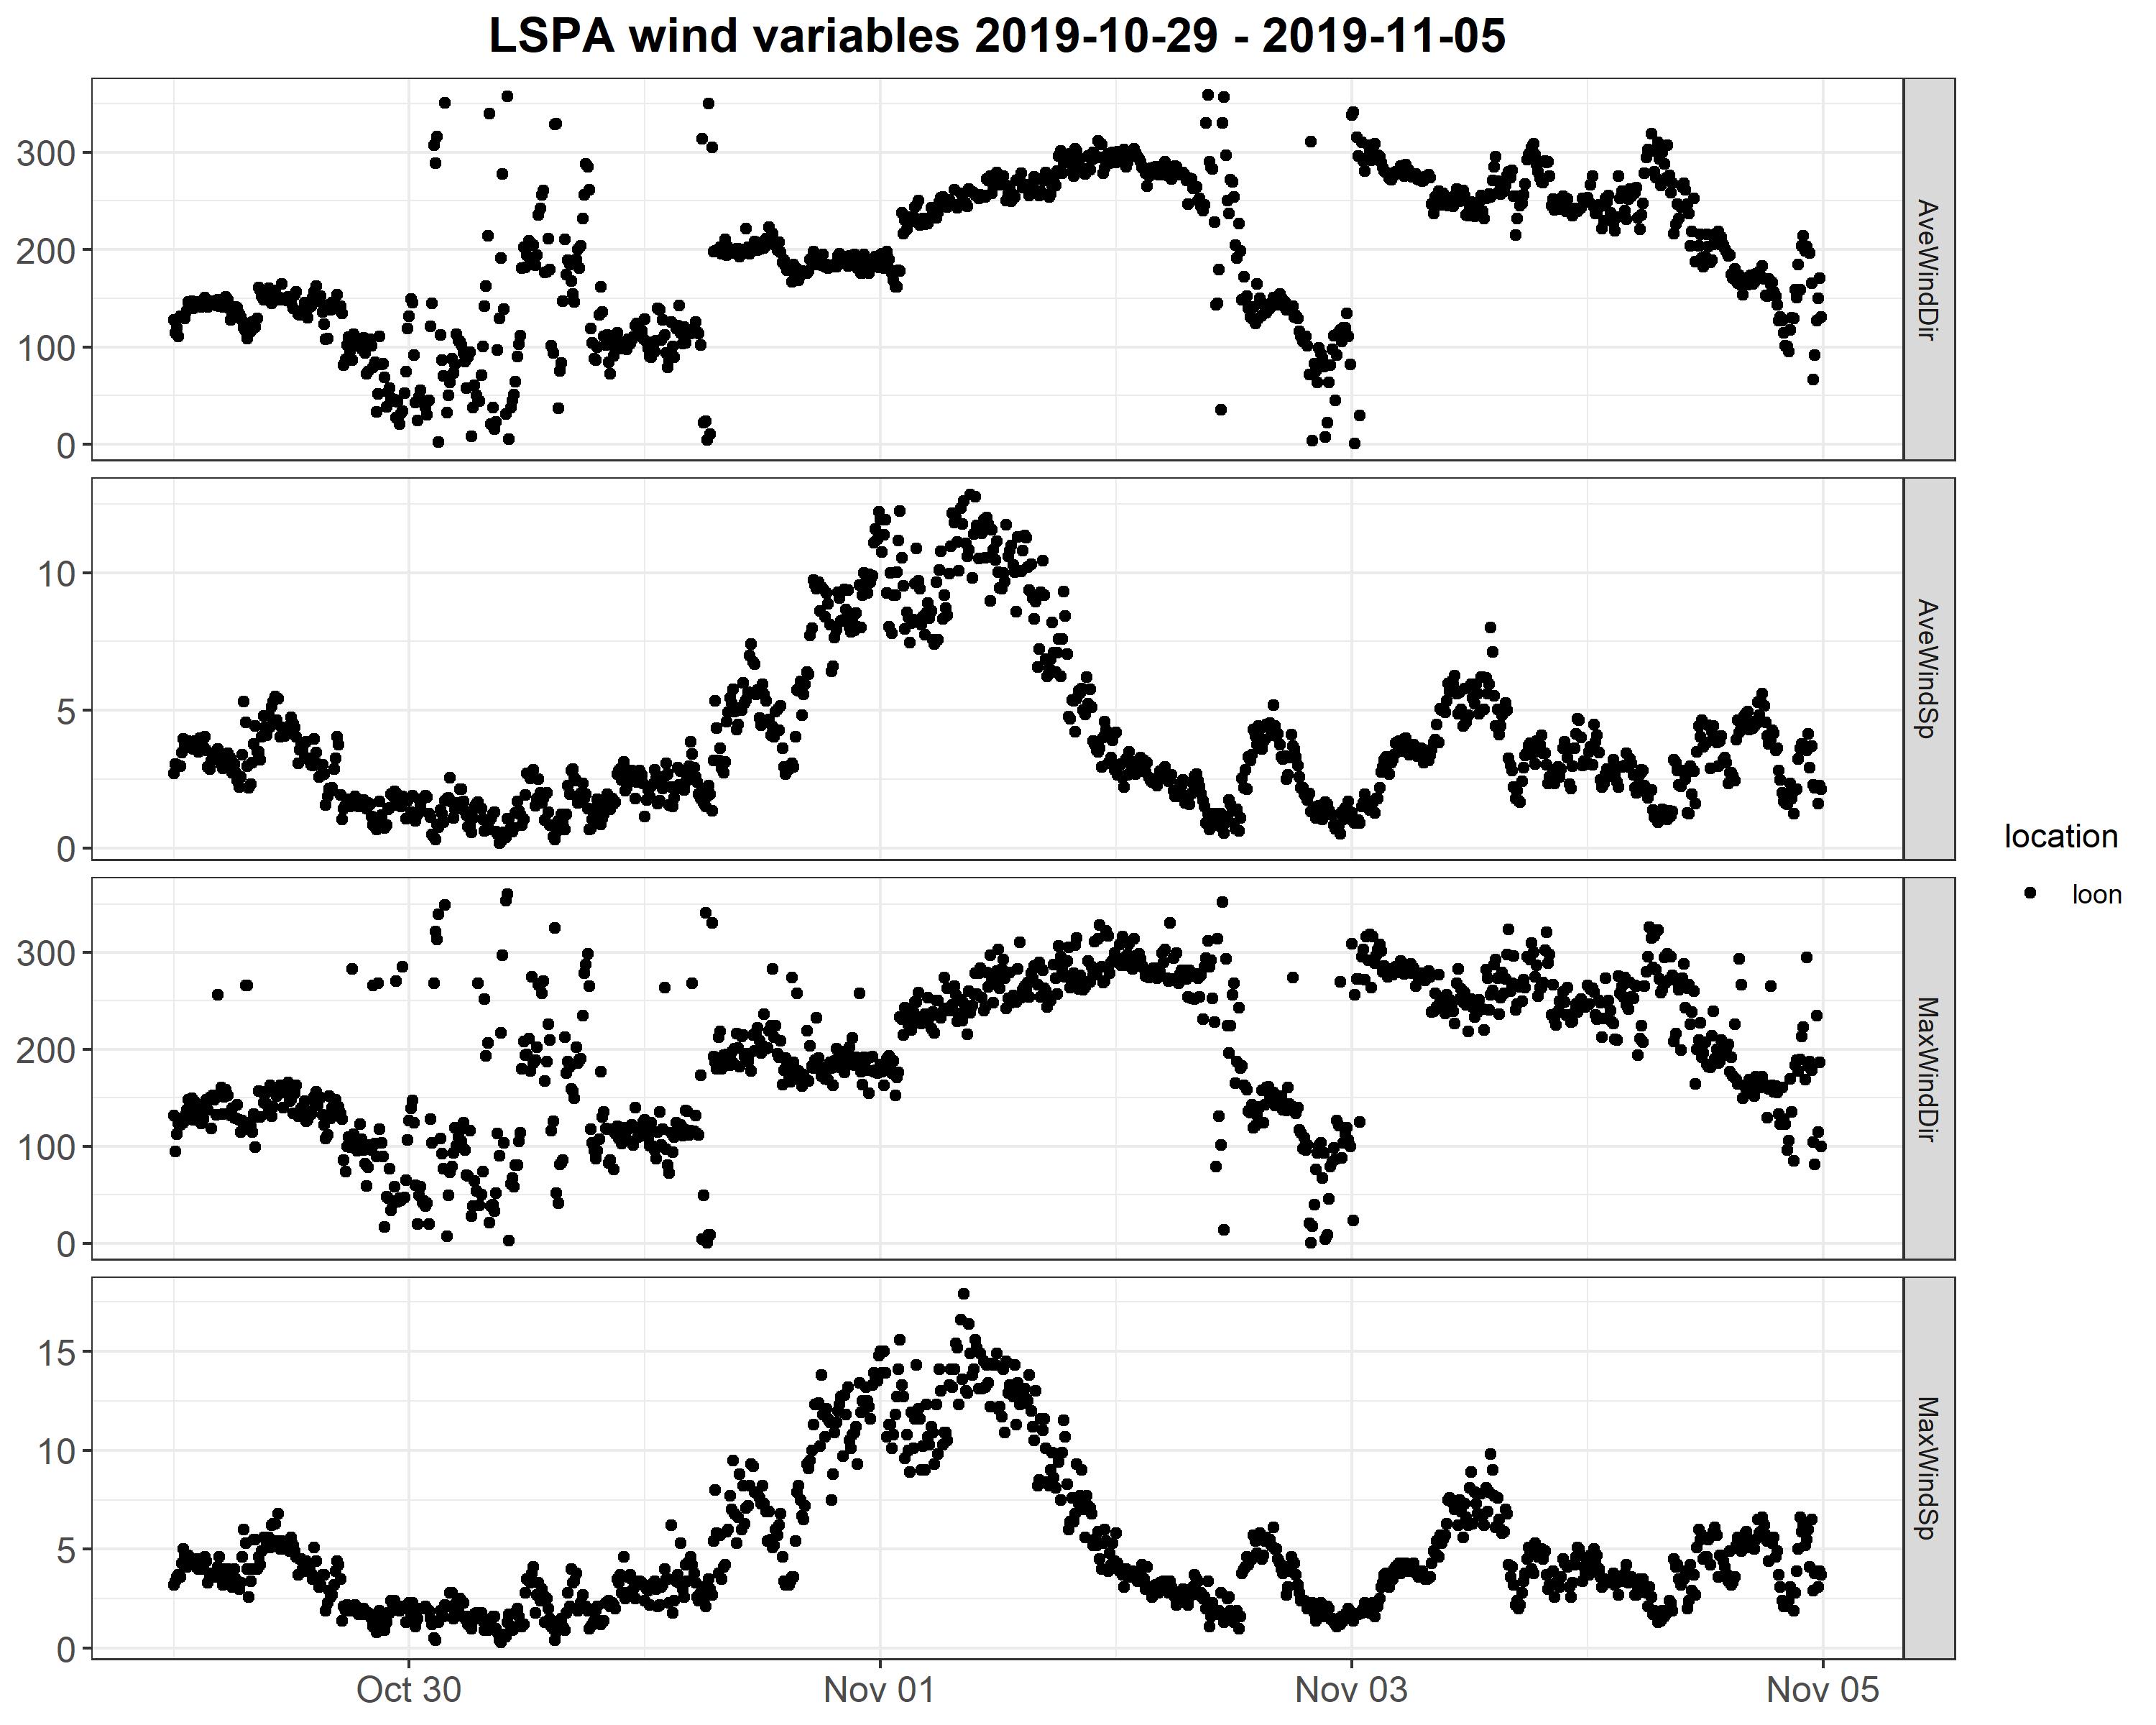 LSPA wind variables 2019-10-29 - 2019-11-05
300
200
100
0
AveWindDir
10
5
0
AveWindSp
300
200
100
0
MaxWindDir
15
10
5
0
MaxWindSp
Oct 30 Nov 01 Nov 03 Nov 05
location
loon